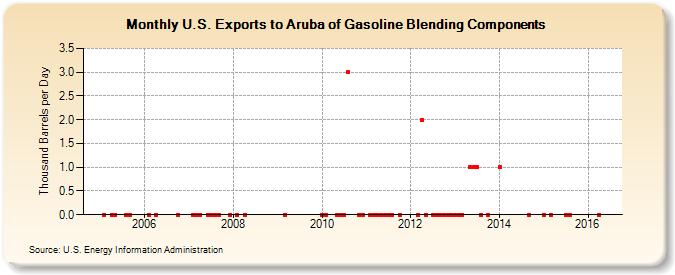 Monthly U.S. Exports to Aruba of Gasoline Blending Components
Thousand Barrels per Day
3.5
3.0
2.5
2.0
1.5
1.0
0.5
0.0
2006 2008 2010 2012 2014 2016
Source: U.S. Energy Information Administration